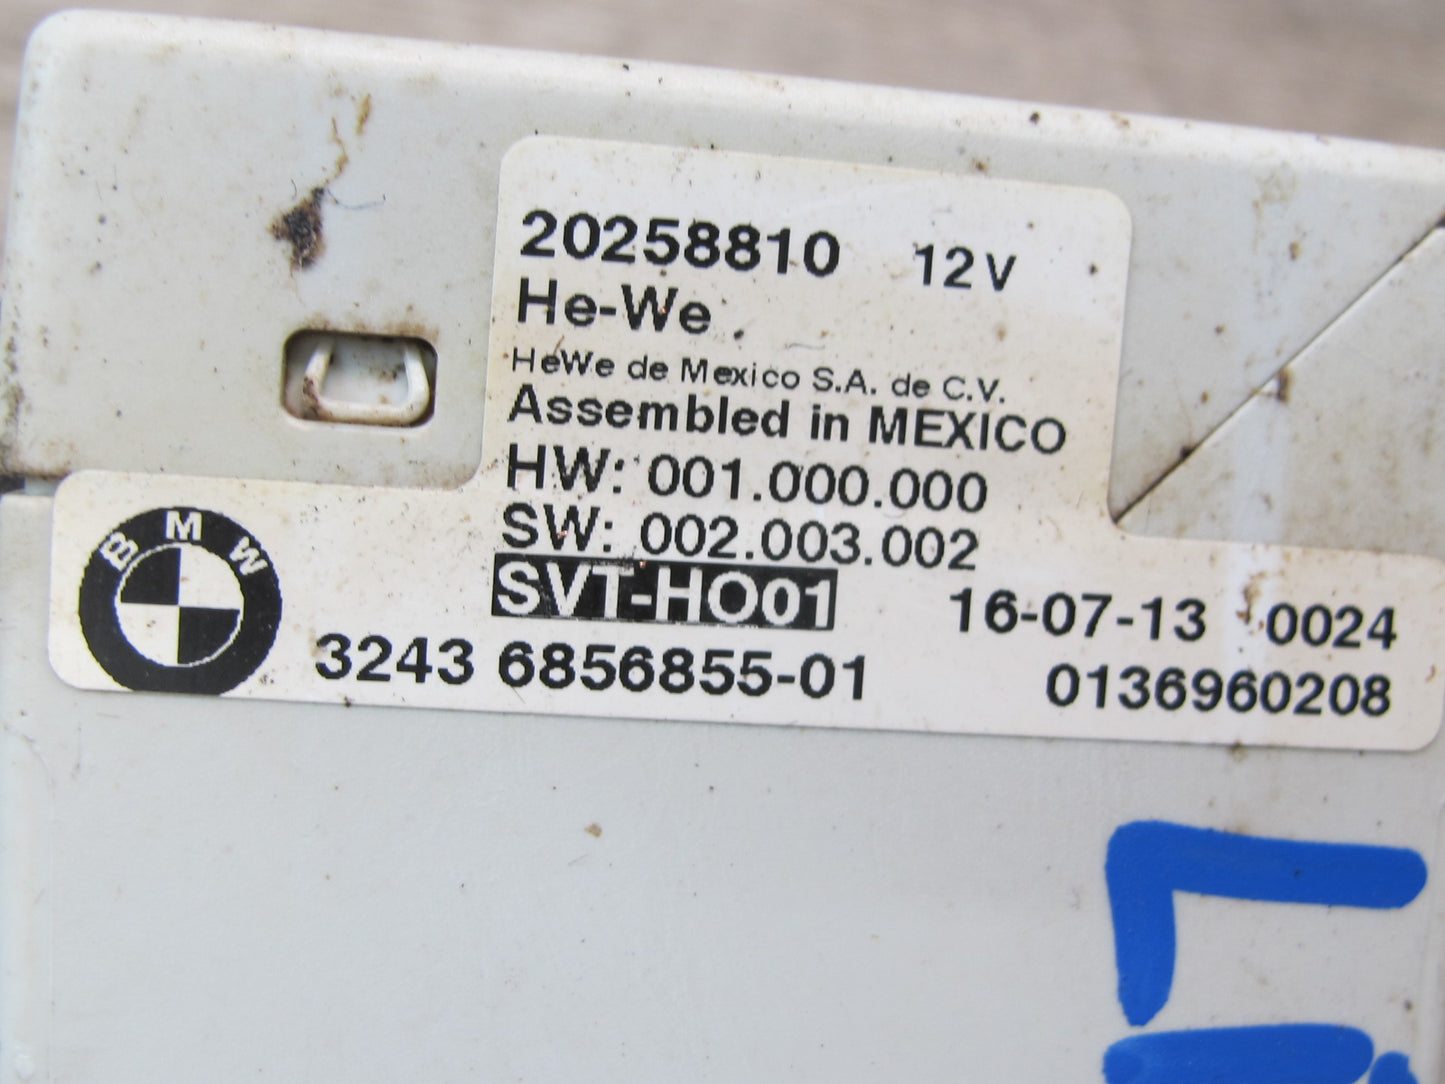 20258810 12V
He-We
HeWe de Mexico S.A. de C.V.
Assembled in MEXICO
HW: 001.000.000
SW: 002.003.002
SVT-HO01 16-07-13 0024
BMW
3243 6856855-01 0136960208
L